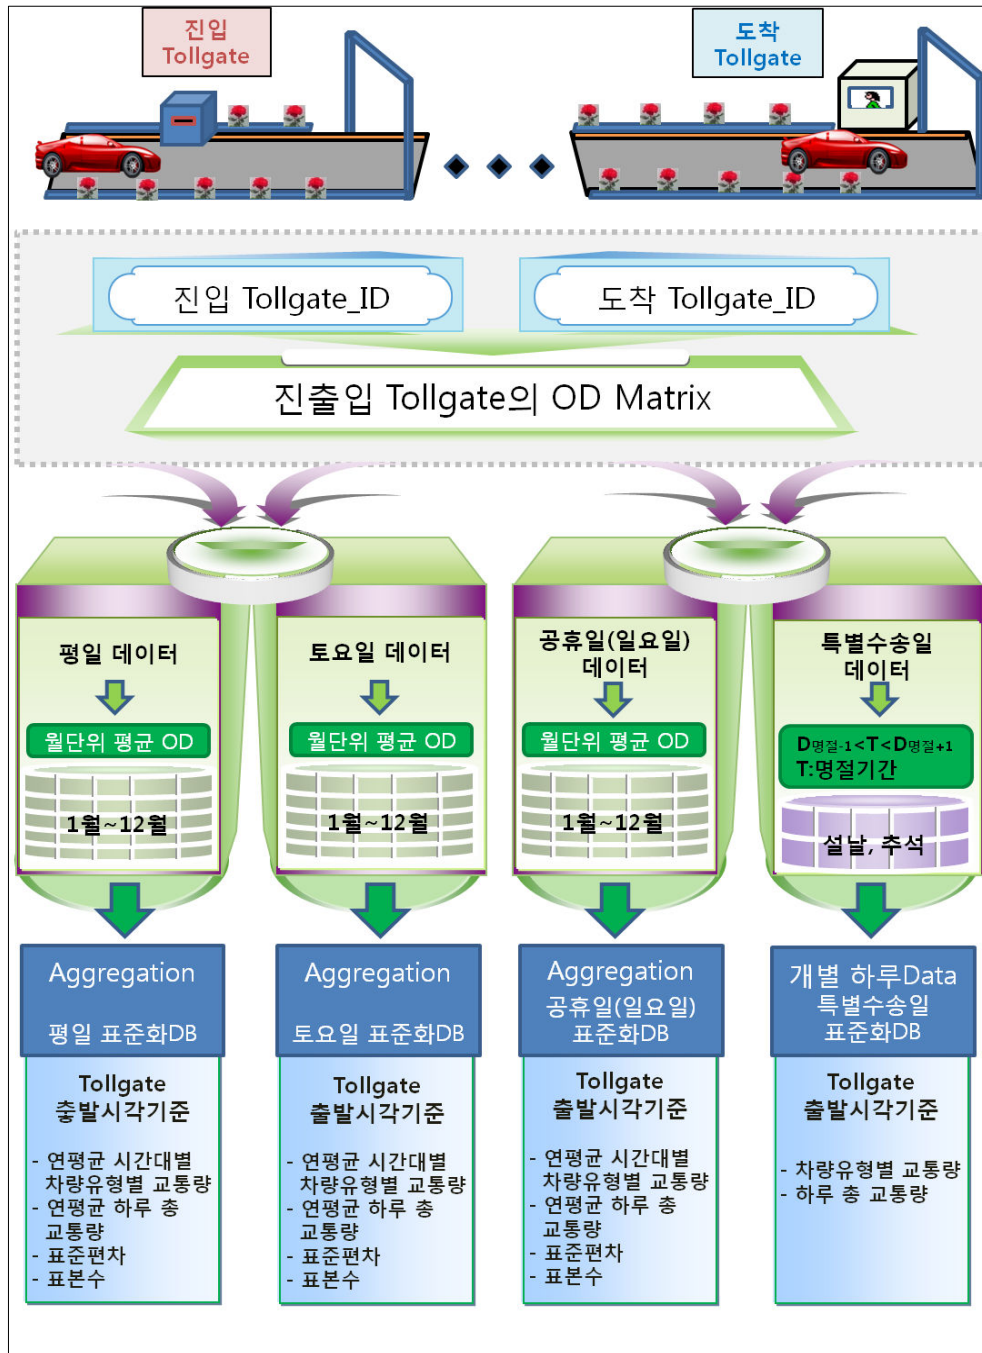 진입
Tollgate
도착
Tollgate
진입 Tollgate_ID
도착 Tollgate_ID
진출입 Tollgate의 OD Matrix
평일 데이터
월단위 평균 OD
1월~12월
토요일 데이터
월단위 평균 OD
1월~12월
공휴일(일요일)
데이터
월단위 평균 OD
1월~12월
특별수송일
데이터
D명절-1<T<D명절+1
T:명절기간
설날, 추석
Aggregation
평일 표준화DB
Aggregation
토요일 표준화DB
Aggregation
공휴일(일요일)
표준화DB
개별 하루Data
특별수송일
표준화DB
Tollgate
출발시각기준
- 연평균 시간대별
차량유형별 교통량
- 연평균 하루 총
교통량
- 표준편차
- 표본수
Tollgate
출발시각기준
- 연평균 시간대별
차량유형별 교통량
- 연평균 하루 총
교통량
- 표준편차
- 표본수
Tollgate
출발시각기준
- 연평균 시간대별
차량유형별 교통량
- 연평균 하루 총
교통량
- 표준편차
- 표본수
Tollgate
출발시각기준
- 차량유형별 교통량
- 하루 총 교통량